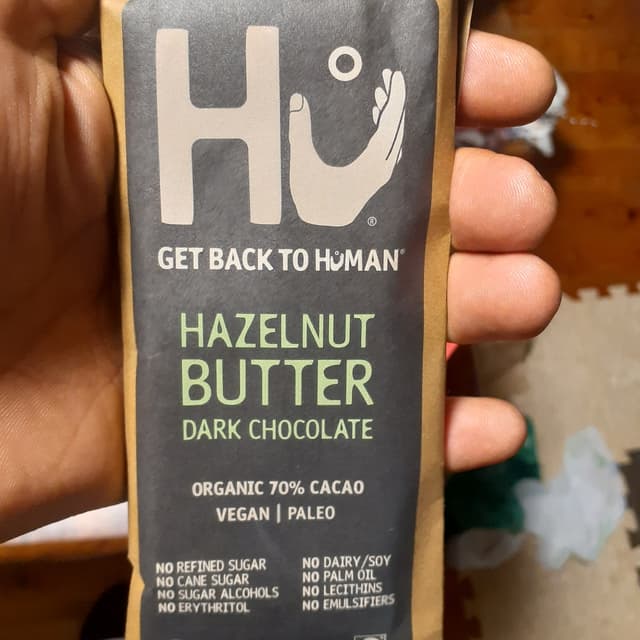 Hu®
GET BACK TO HUMAN®
HAZELNUT
BUTTER
DARK CHOCOLATE
ORGANIC 70% CACAO
VEGAN | PALEO
NO REFINED SUGAR
NO CANE SUGAR
NO SUGAR ALCOHOLS
NO ERYTHRITOL
NO DAIRY/SOY
NO PALM OIL
NO LECITHINS
NO EMULSIFIERS